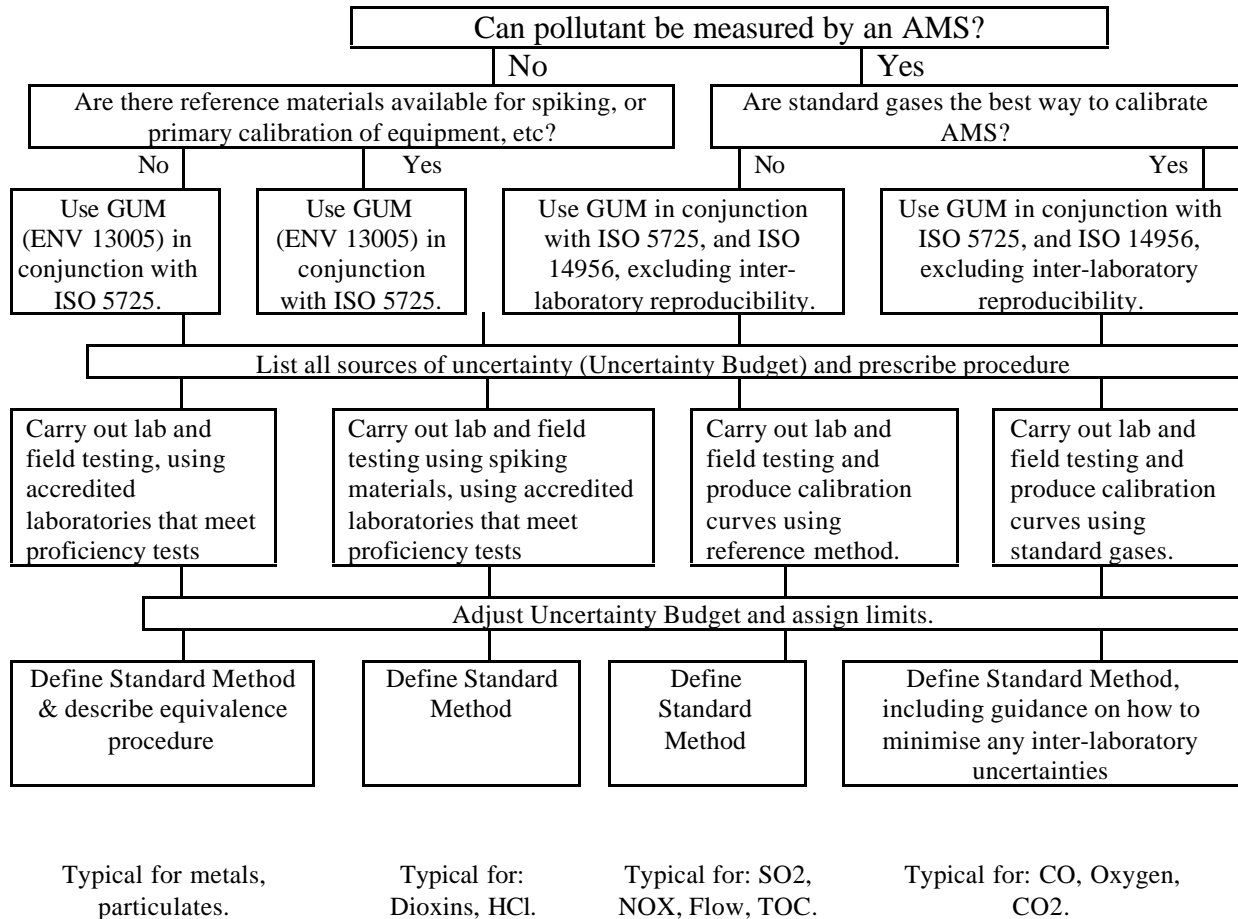 Can pollutant be measured by an AMS?
No
Yes
Are there reference materials available for spiking, or
primary calibration of equipment, etc?
Are standard gases the best way to calibrate
AMS?
No
Yes
No
Yes
Use GUM
(ENV 13005) in
conjunction with
ISO 5725.
Use GUM
(ENV 13005) in
conjunction
with ISO 5725.
Use GUM in conjunction
with ISO 5725, and ISO
14956, excluding inter-
laboratory reproducibility.
Use GUM in conjunction with
ISO 5725, and ISO 14956,
excluding inter-laboratory
reproducibility.
List all sources of uncertainty (Uncertainty Budget) and prescribe procedure
Carry out lab and
field testing, using
accredited
laboratories that meet
proficiency tests
Carry out lab and field
testing using spiking
materials, using accredited
laboratories that meet
proficiency tests
Carry out lab and
field testing and
produce calibration
curves using
reference method.
Carry out lab and
field testing and
produce calibration
curves using
standard gases.
Adjust Uncertainty Budget and assign limits.
Define Standard Method
& describe equivalence
procedure
Define Standard
Method
Define
Standard
Method
Define Standard Method,
including guidance on how to
minimise any inter-laboratory
uncertainties
Typical for metals,
particulates.
Typical for:
Dioxins, HCl.
Typical for: SO2,
NOX, Flow, TOC.
Typical for: CO, Oxygen,
CO2.